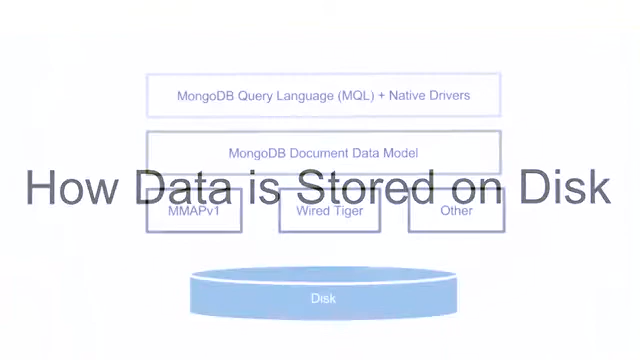 MongoDB Query Language (MQL) + Native Drivers
MongoDB Document Data Model
How Data is Stored on Disk
MMAPv1
Wired Tiger
Other
Disk